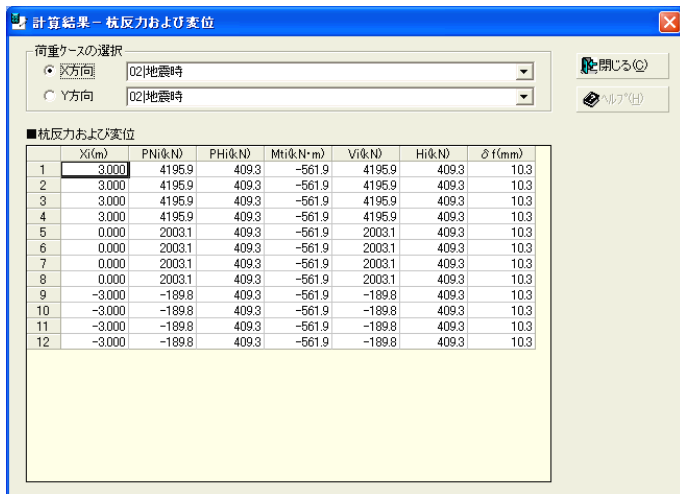 計算結果－杭反力および変位
荷重ケースの選択
X方向 02|地震時
Y方向 02|地震時
閉じる(C)
ヘルプ(H)
■杭反力および変位
Xi(m) PNi(kN) PHi(kN) Mti(kN・m) Vi(kN) Hi(kN) δf(mm)
1 3.000 4195.9 409.3 -561.9 4195.9 409.3 10.3
2 3.000 4195.9 409.3 -561.9 4195.9 409.3 10.3
3 3.000 4195.9 409.3 -561.9 4195.9 409.3 10.3
4 3.000 4195.9 409.3 -561.9 4195.9 409.3 10.3
5 0.000 2003.1 409.3 -561.9 2003.1 409.3 10.3
6 0.000 2003.1 409.3 -561.9 2003.1 409.3 10.3
7 0.000 2003.1 409.3 -561.9 2003.1 409.3 10.3
8 0.000 2003.1 409.3 -561.9 2003.1 409.3 10.3
9 -3.000 -189.8 409.3 -561.9 -189.8 409.3 10.3
10 -3.000 -189.8 409.3 -561.9 -189.8 409.3 10.3
11 -3.000 -189.8 409.3 -561.9 -189.8 409.3 10.3
12 -3.000 -189.8 409.3 -561.9 -189.8 409.3 10.3